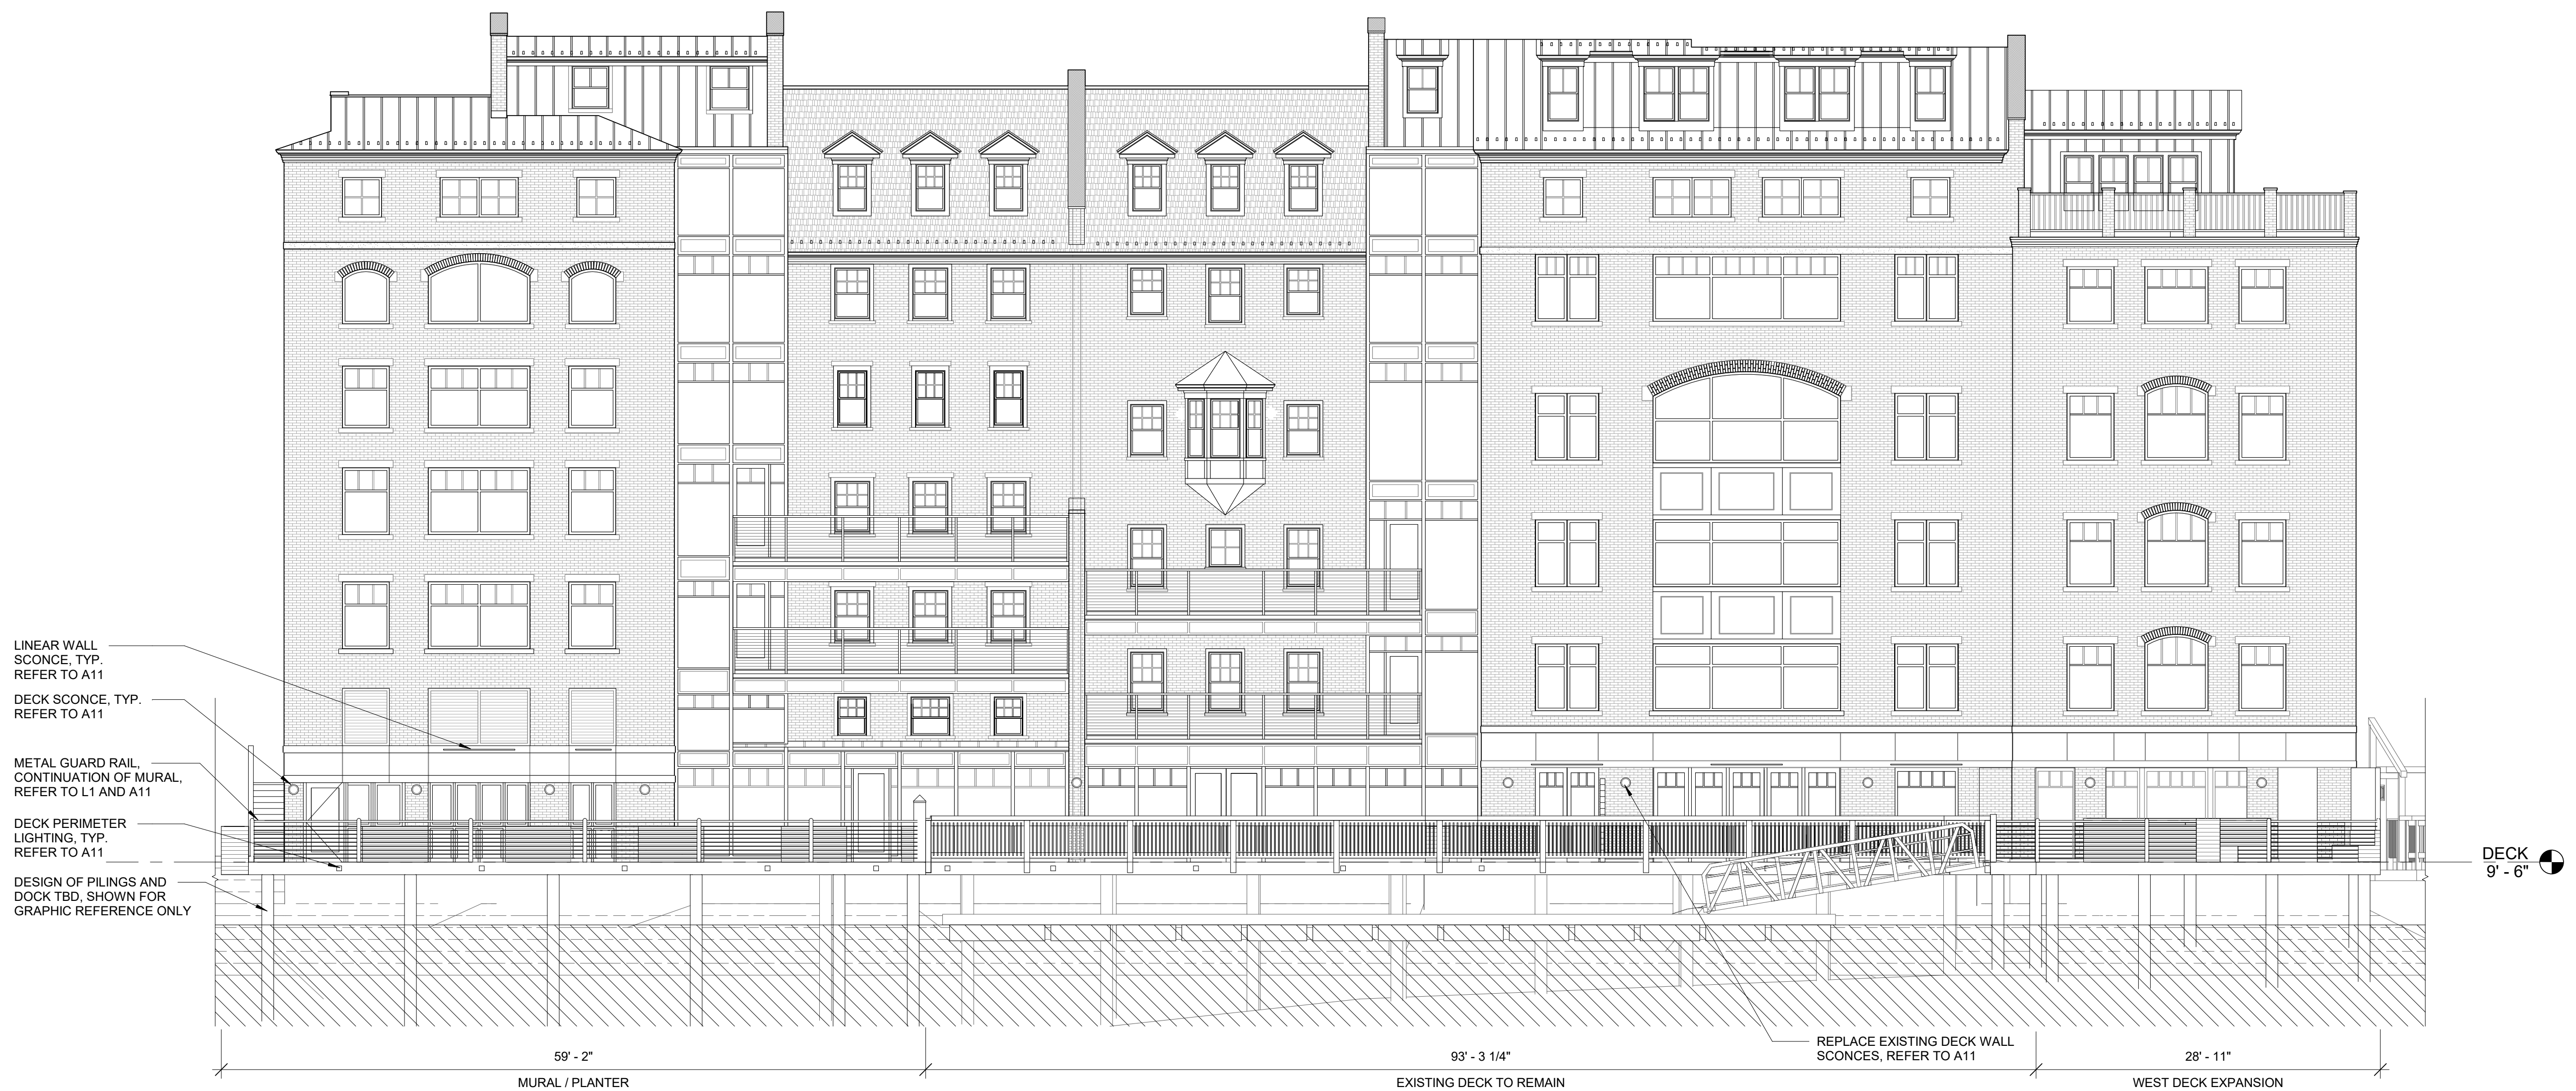 LINEAR WALL
SCONCE, TYP.
REFER TO A11
DECK SCONCE, TYP.
REFER TO A11
METAL GUARD RAIL,
CONTINUATION OF MURAL,
REFER TO L1 AND A11
DECK PERIMETER
LIGHTING, TYP.
REFER TO A11
DESIGN OF PILINGS AND
DOCK TBD, SHOWN FOR
GRAPHIC REFERENCE ONLY
DECK
9' - 6"
REPLACE EXISTING DECK WALL
SCONCES, REFER TO A11
59' - 2"
93' - 3 1/4"
28' - 11"
MURAL / PLANTER
EXISTING DECK TO REMAIN
WEST DECK EXPANSION